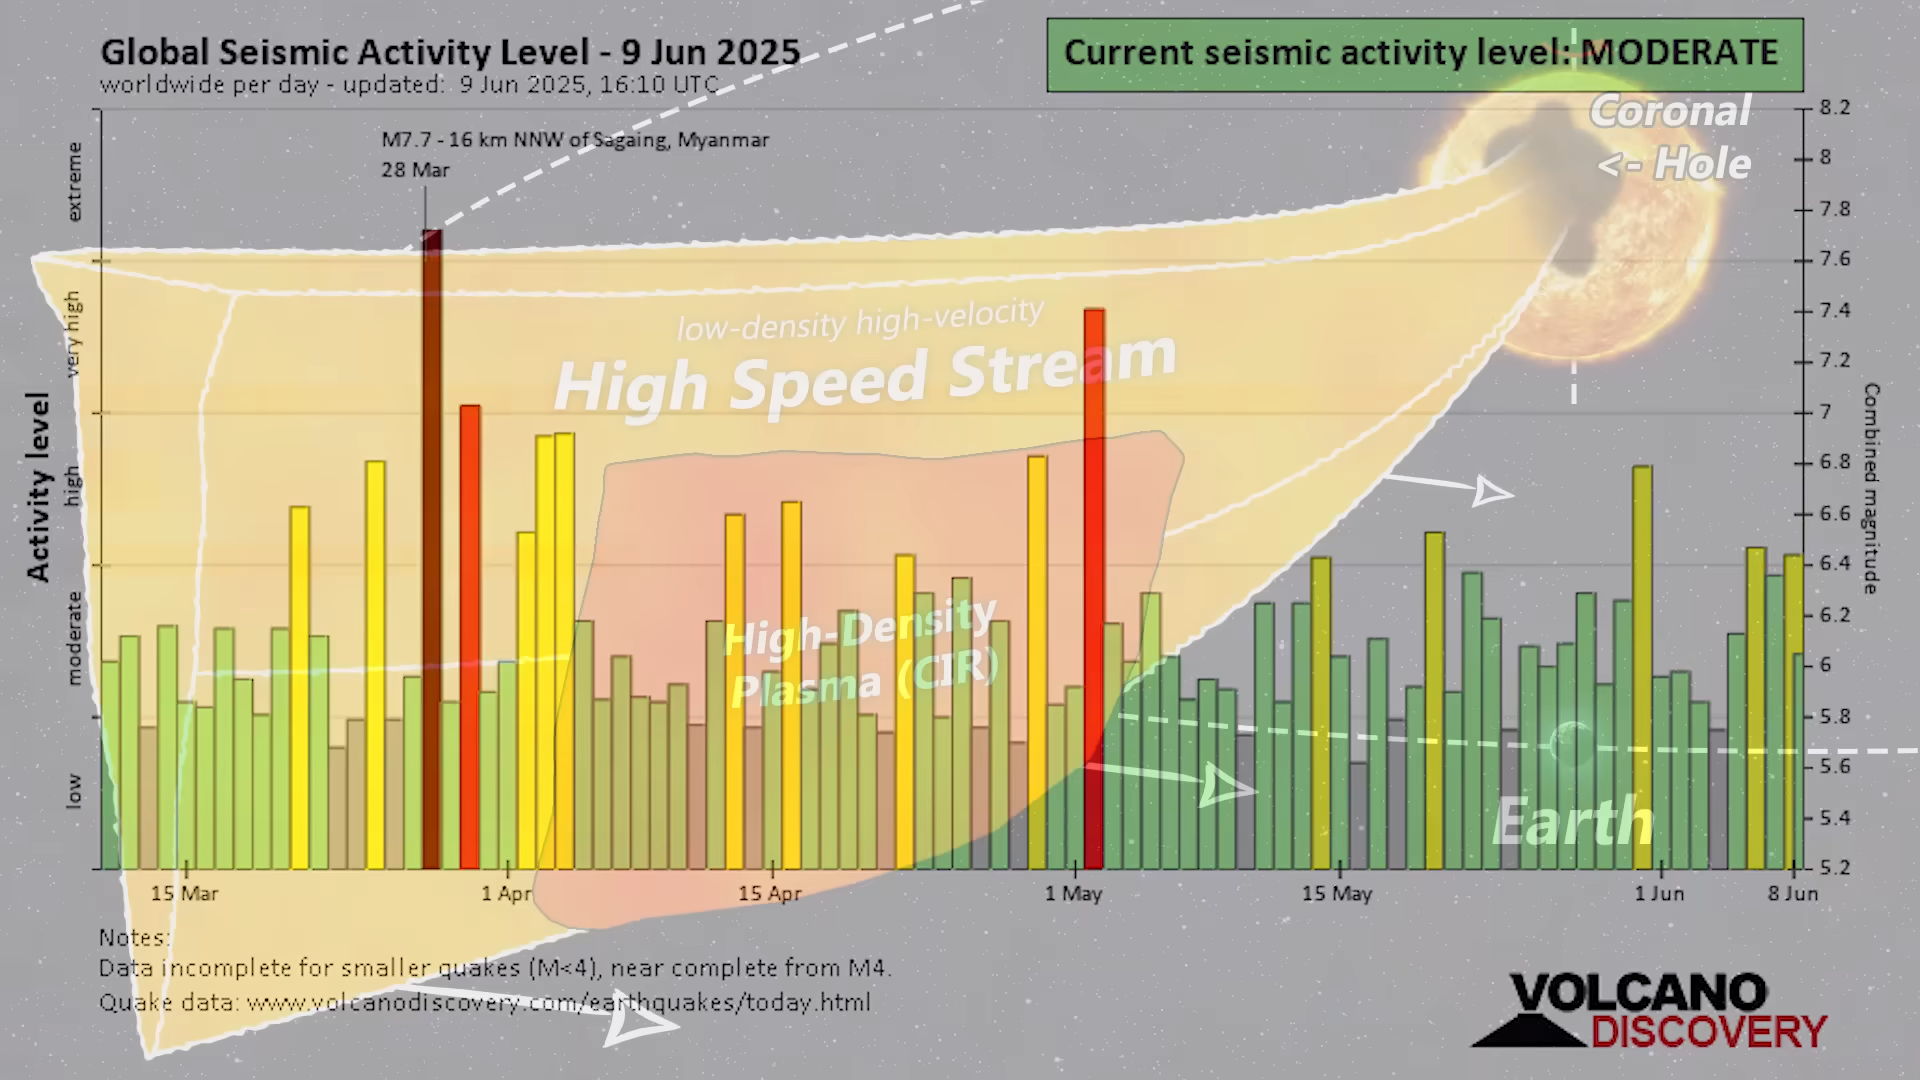 Global Seismic Activity Level - 9 Jun 2025
worldwide per day - updated: 9 Jun 2025, 16:10 UTC
Current seismic activity level: MODERATE
Coronal
<- Hole
M7.7 - 16 km NNW of Sagaing, Myanmar
28 Mar
low-density high-velocity
High Speed Stream
High-Density
Plasma (CIR)
Earth
Activity level
extreme
very high
high
moderate
low
8.2
8
7.8
7.6
7.4
7.2
7
6.8
6.6
6.4
6.2
6
5.8
5.6
5.4
5.2
Combined magnitude
15 Mar
1 Apr
15 Apr
1 May
15 May
1 Jun
8 Jun
Notes:
Data incomplete for smaller quakes (M<4), near complete from M4.
Quake data: www.volcanodiscovery.com/earthquakes/today.html
VOLCANO
DISCOVERY